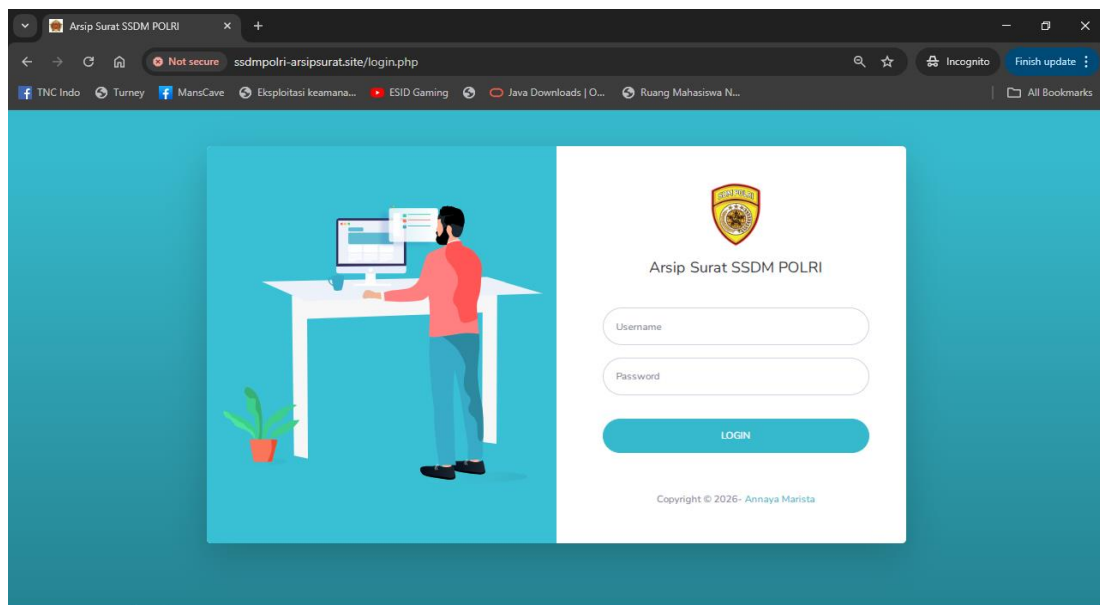 Arsip Surat SSDM POLRI
Not secure ssdmpolri-arsipsurat.site/login.php Incognito Finish update
TNC Indo Turney MansCave Eksploitasi keamana... ESID Gaming Java Downloads | O... Ruang Mahasiswa N... All Bookmarks
Arsip Surat SSDM POLRI
Username
Password
LOGIN
Copyright © 2026- Annaya Marista